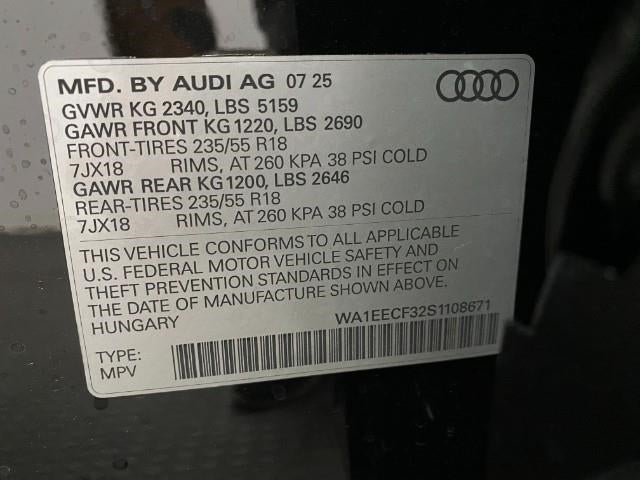 MFD. BY AUDI AG 07 25
GVWR KG 2340, LBS 5159
GAWR FRONT KG 1220, LBS 2690
FRONT-TIRES 235/55 R18
7JX18 RIMS, AT 260 KPA 38 PSI COLD
GAWR REAR KG 1200, LBS 2646
REAR-TIRES 235/55 R18
7JX18 RIMS, AT 260 KPA 38 PSI COLD
THIS VEHICLE CONFORMS TO ALL APPLICABLE
U.S. FEDERAL MOTOR VEHICLE SAFETY AND
THEFT PREVENTION STANDARDS IN EFFECT ON
THE DATE OF MANUFACTURE SHOWN ABOVE.
HUNGARY WA1EECF32S1108671
TYPE:
MPV